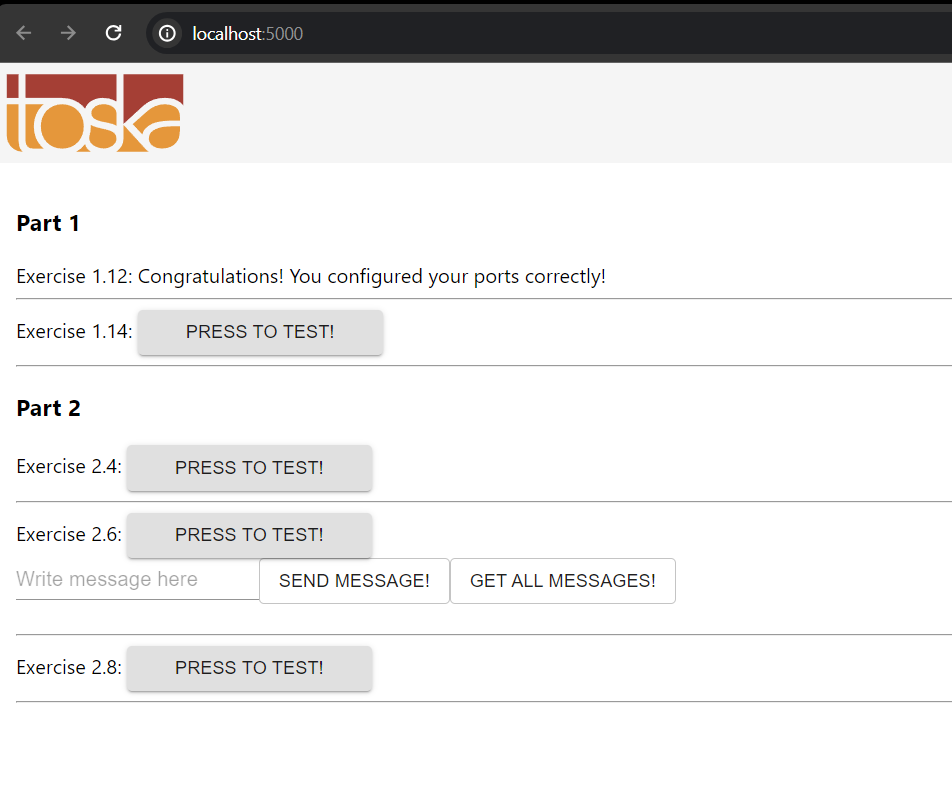 localhost:5000
toska
Part 1
Exercise 1.12: Congratulations! You configured your ports correctly!
Exercise 1.14: PRESS TO TEST!
Part 2
Exercise 2.4: PRESS TO TEST!
Exercise 2.6: PRESS TO TEST!
Write message here SEND MESSAGE! GET ALL MESSAGES!
Exercise 2.8: PRESS TO TEST!